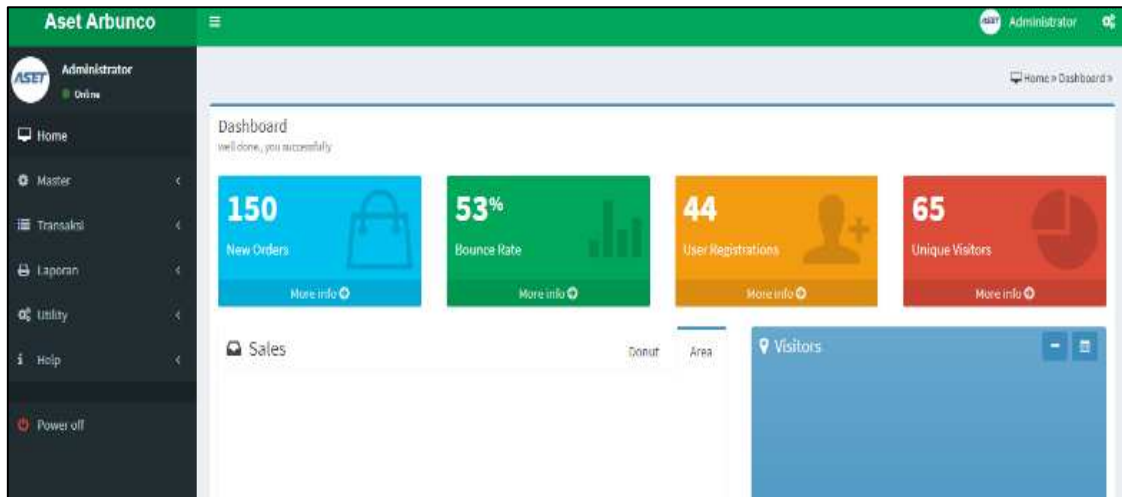 Aset Arbunco
ASET Administrator
ASET
Administrator
Online
Home » Dashboard »
Home
Master
Transaksi
Laporan
Utility
Help
Power off
Dashboard
well done., you successfully
150
New Orders
More info
53%
Bounce Rate
More info
44
User Registrations
More info
65
Unique Visitors
More info
Sales
Donut
Area
Visitors